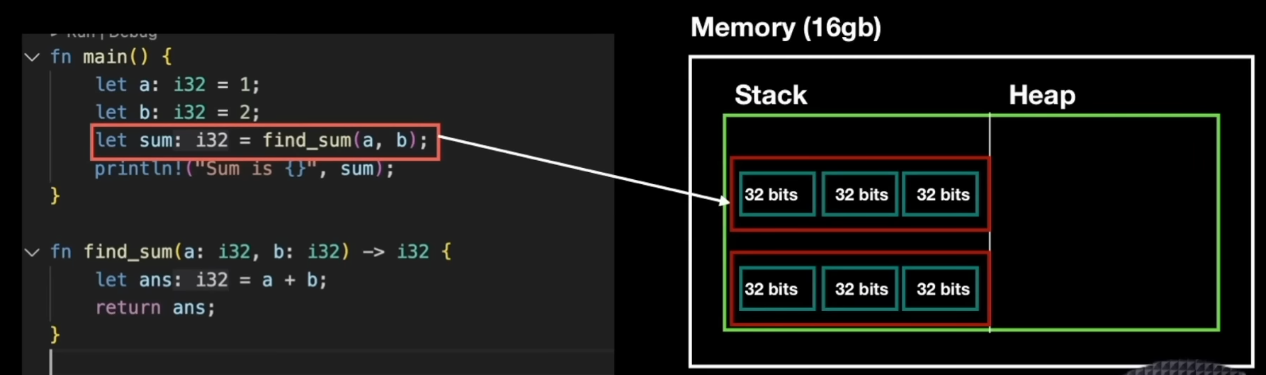 Run | Debug
fn main() {
let a: i32 = 1;
let b: i32 = 2;
let sum: i32 = find_sum(a, b);
println!("Sum is {}", sum);
}
fn find_sum(a: i32, b: i32) -> i32 {
let ans: i32 = a + b;
return ans;
}
Memory (16gb)
Stack Heap
32 bits 32 bits 32 bits
32 bits 32 bits 32 bits